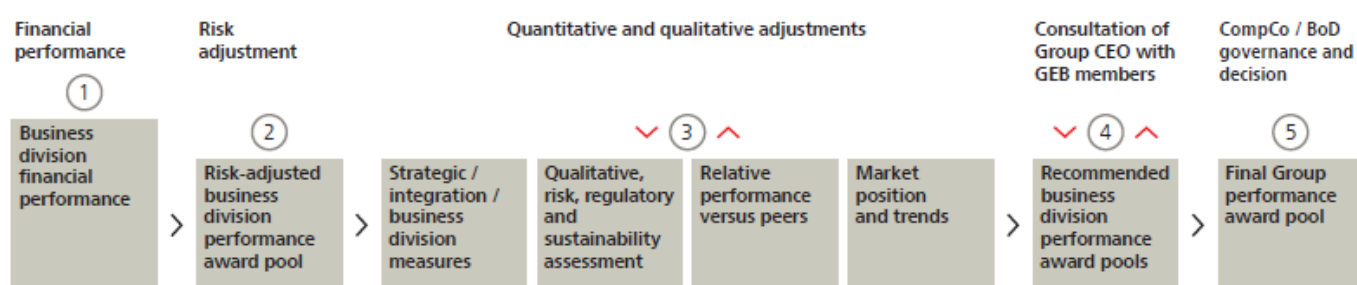 Financial
performance
1
Business
division
financial
performance
Risk
adjustment
2
Risk-adjusted
business
division
performance
award pool
Quantitative and qualitative adjustments
3
Strategic /
integration /
business
division
measures
Qualitative,
risk, regulatory
and
sustainability
assessment
Relative
performance
versus peers
Market
position
and trends
Consultation of
Group CEO with
GEB members
4
Recommended
business
division
performance
award pools
CompCo / BoD
governance and
decision
5
Final Group
performance
award pool